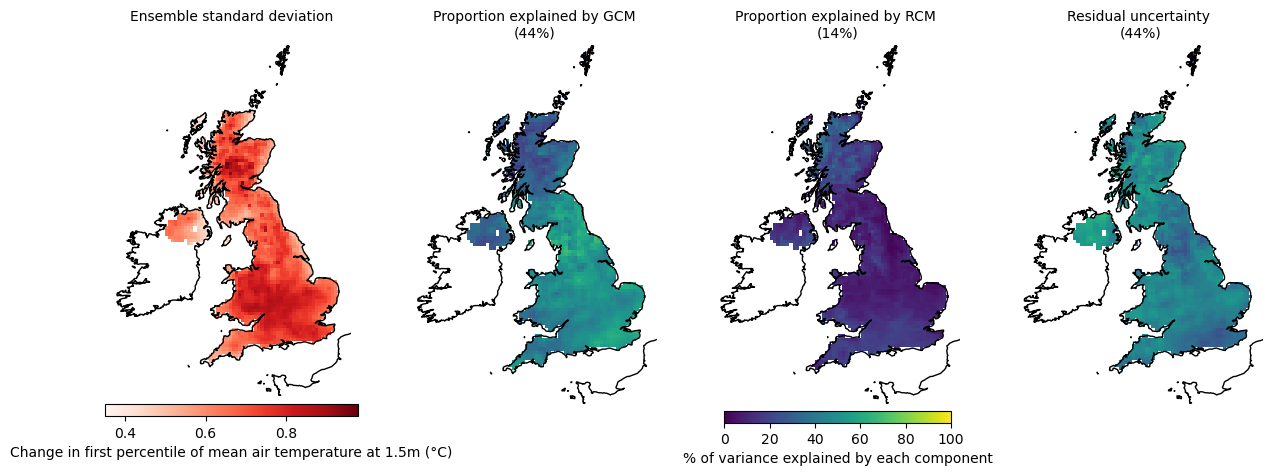 Ensemble standard deviation
Proportion explained by GCM
(44%)
Proportion explained by RCM
(14%)
Residual uncertainty
(44%)
0.4 0.6 0.8
Change in first percentile of mean air temperature at 1.5m (°C)
0 20 40 60 80 100
% of variance explained by each component